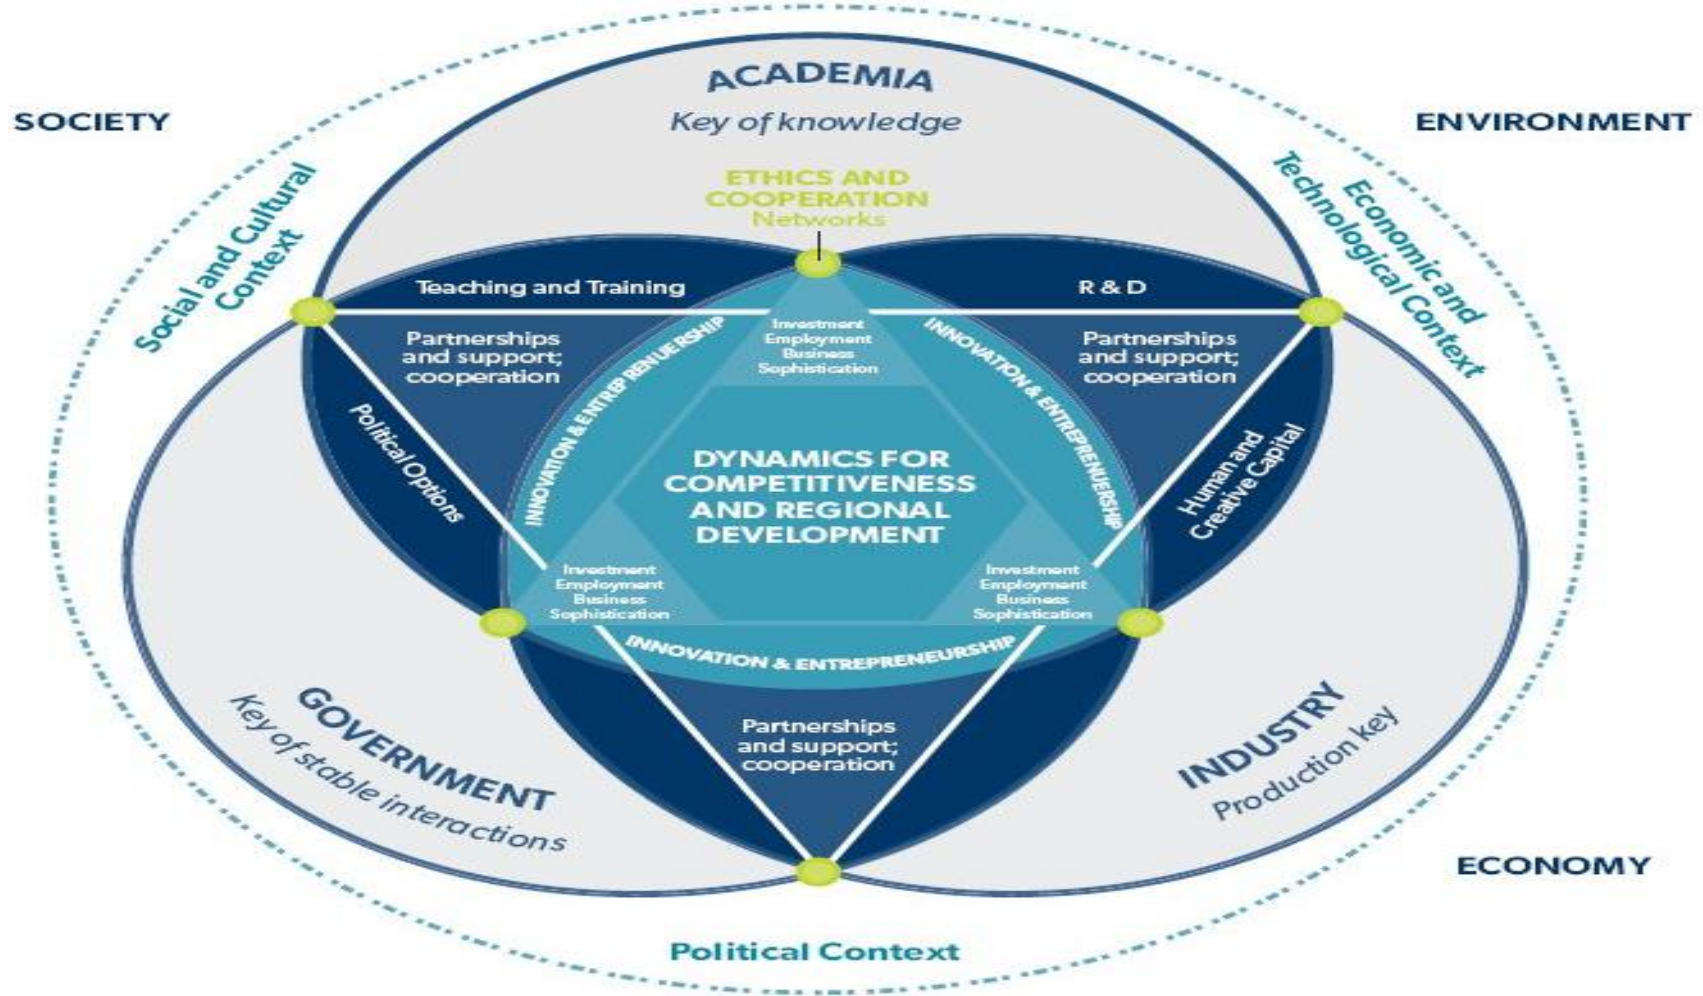 ACADEMIA
Key of knowledge
SOCIETY
ENVIRONMENT
ETHICS AND
COOPERATION
Networks
Social and Cultural
Context
Economic and
Technological Context
Teaching and Training
R & D
Partnerships
and support;
cooperation
Investment
Employment
Business
Sophistication
Partnerships
and support;
cooperation
INNOVATION & ENTREPRENUERSHIP
INNOVATION & ENTREPRENUERSHIP
Political Options
Human and
Creative Capital
DYNAMICS FOR
COMPETITIVENESS
AND REGIONAL
DEVELOPMENT
Investment
Employment
Business
Sophistication
Investment
Employment
Business
Sophistication
INNOVATION & ENTREPRENEURSHIP
GOVERNMENT
Key of stable interactions
Partnerships
and support;
cooperation
INDUSTRY
Production key
ECONOMY
Political Context